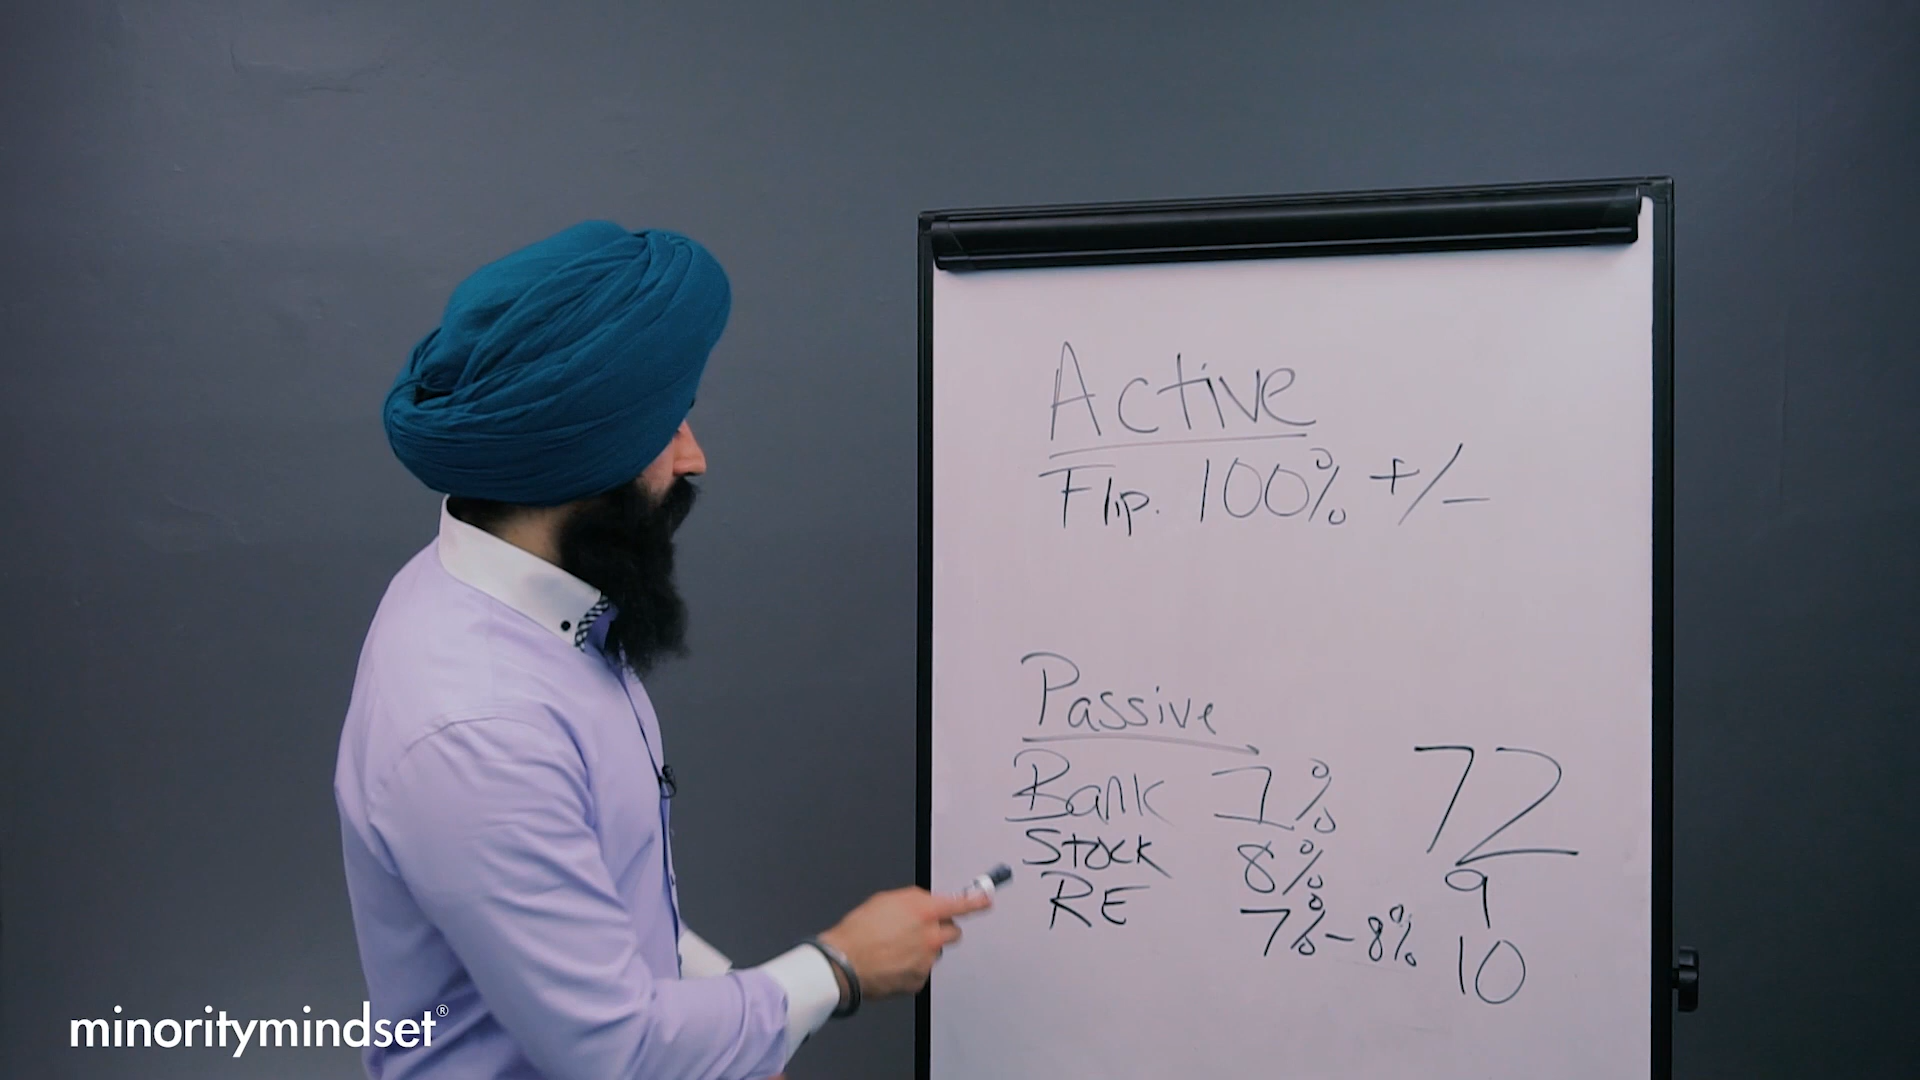 Active
Flip. 100% +/-
Passive
Bank 1% 72
Stock 8% 9
RE 7%-8% 10
minoritymindset®